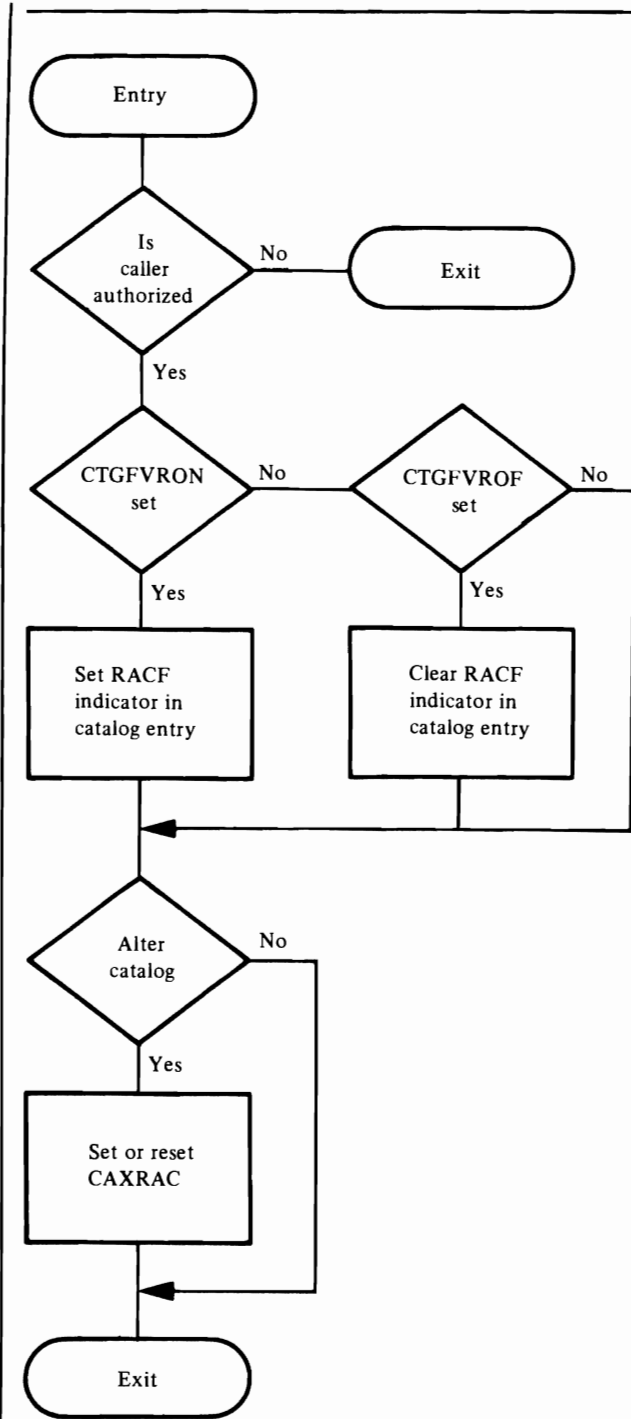 Entry
Is
caller
authorized
No
Exit
Yes
CTGFVRON
set
No
CTGFVROF
set
No
Yes
Yes
Set RACF
indicator in
catalog entry
Clear RACF
indicator in
catalog entry
Alter
catalog
No
Yes
Set or reset
CAXRAC
Exit